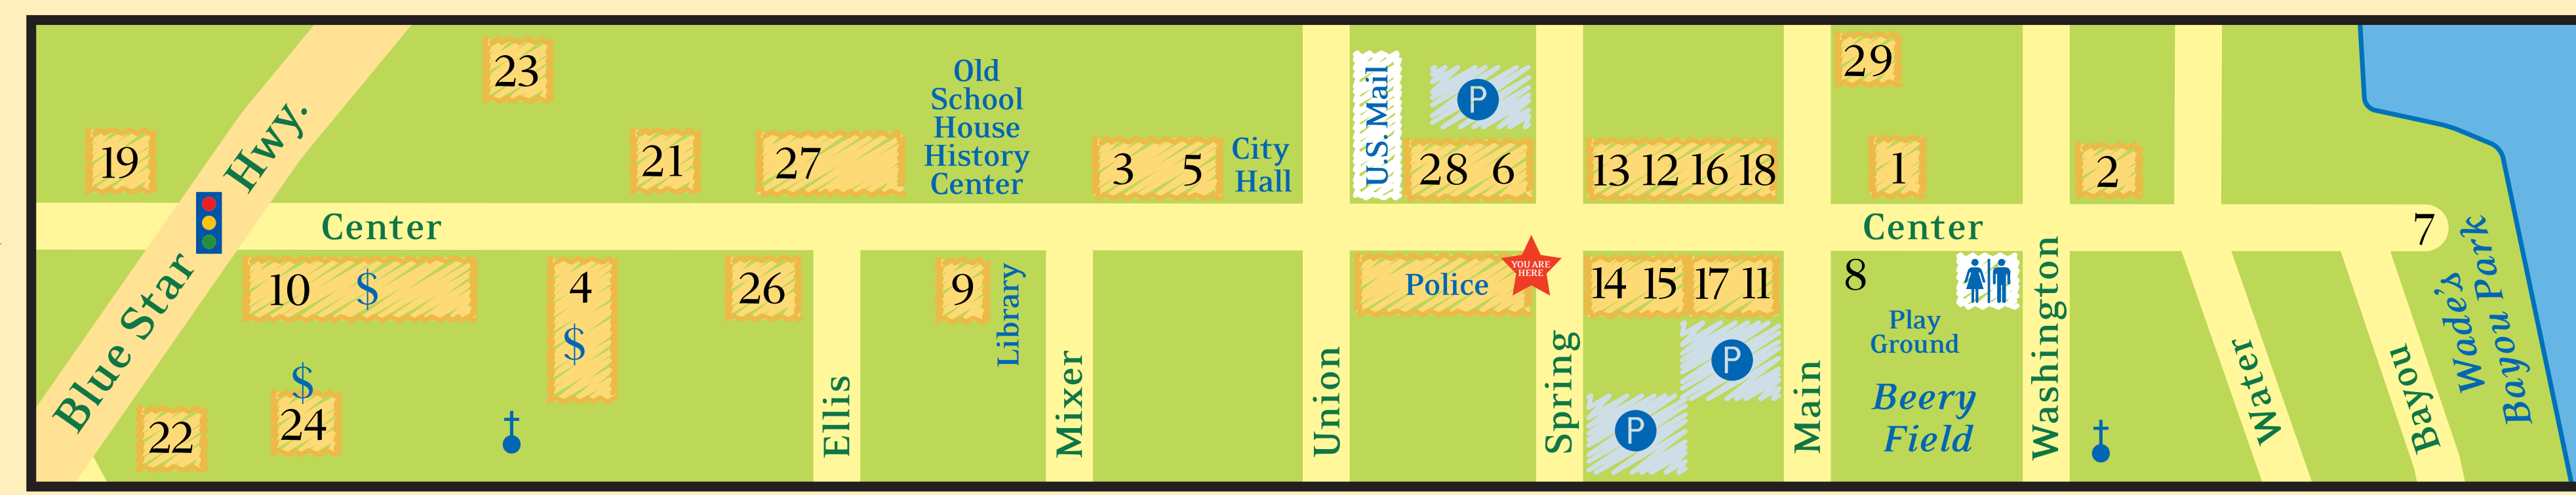 23
29
Old
School
House
History
Center
U.S. Mail
P
Hwy.
19
21
27
3 5
City
Hall
28 6
13 12 16 18
1
2
Center
Center
7
Blue Star
10 $
4
$
26
9
Library
Police
YOU ARE
HERE
14 15 17 11
8
Play
Ground
Beery
Field
Washington
Wade's
Bayou Park
$
24
22
Ellis
Mixer
Union
Spring
P
P
Main
Water
Bayou